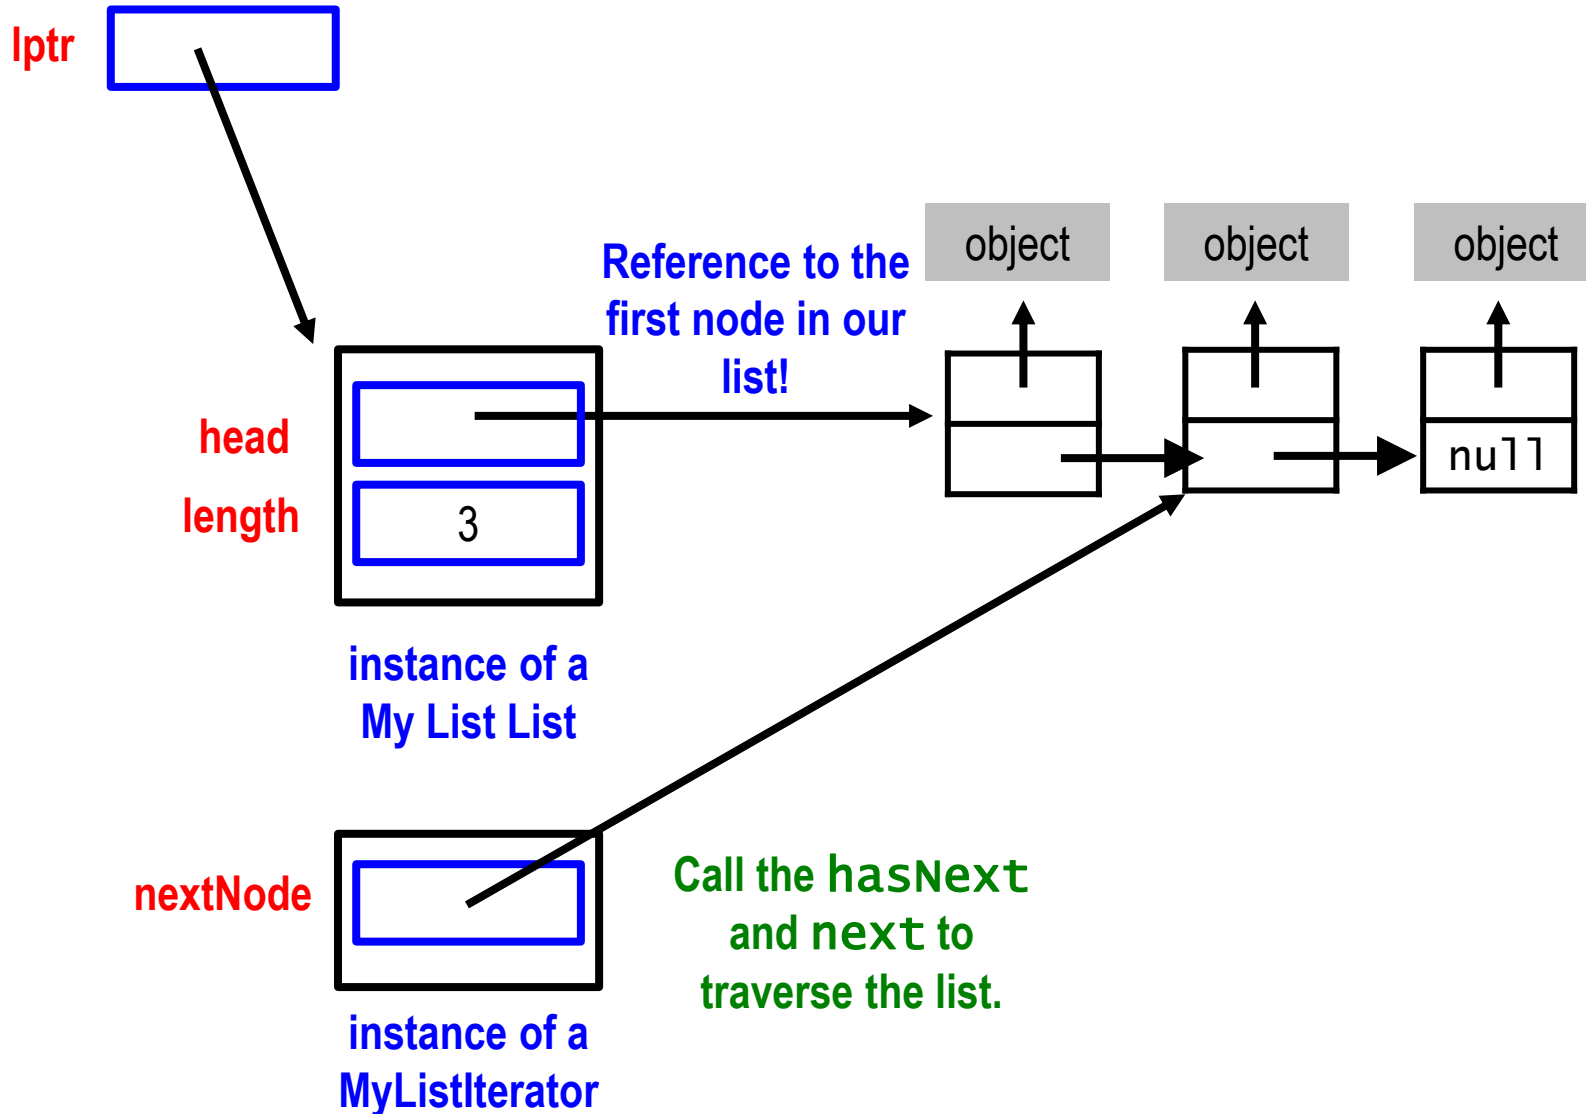 lptr
object
object
object
Reference to the
first node in our
list!
head
length
3
null
instance of a
My List List
nextNode
Call the hasNext
and next to
traverse the list.
instance of a
MyListIterator